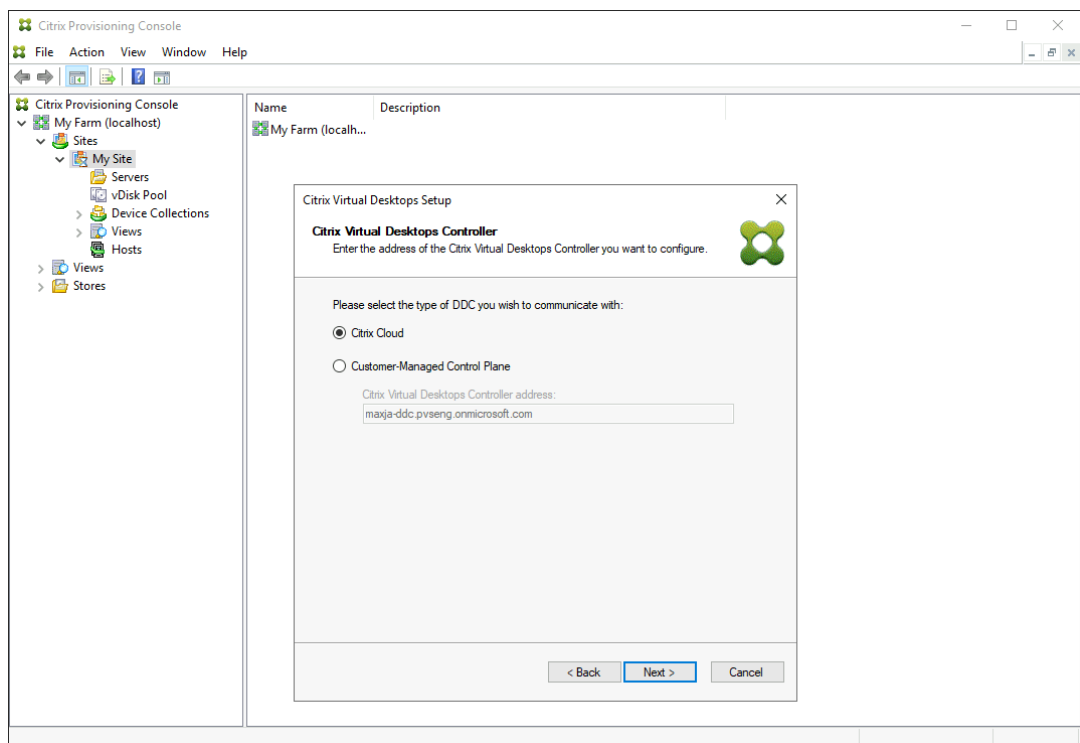 Citrix Provisioning Console
File Action View Window Help
Citrix Provisioning Console
My Farm (localhost)
Sites
My Site
Servers
vDisk Pool
Device Collections
Views
Hosts
Views
Stores
Name Description
My Farm (localh...
Citrix Virtual Desktops Setup
Citrix Virtual Desktops Controller
Enter the address of the Citrix Virtual Desktops Controller you want to configure.
Please select the type of DDC you wish to communicate with:
Citrix Cloud
Customer-Managed Control Plane
Citrix Virtual Desktops Controller address:
maxja-ddc.pvseng.onmicrosoft.com
< Back Next > Cancel